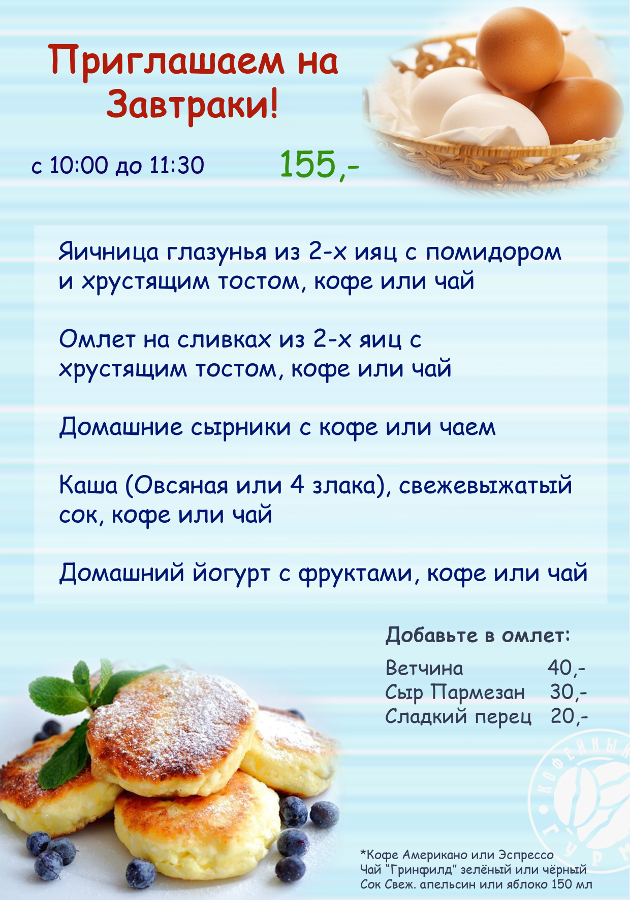 Приглашаем на
Завтраки!
с 10:00 до 11:30 155,-
Яичница глазунья из 2-х ияц с помидором
и хрустящим тостом, кофе или чай
Омлет на сливках из 2-х яиц с
хрустящим тостом, кофе или чай
Домашние сырники с кофе или чаем
Каша (Овсяная или 4 злака), свежевыжатый
сок, кофе или чай
Домашний йогурт с фруктами, кофе или чай
Добавьте в омлет:
Ветчина 40,-
Сыр Пармезан 30,-
Сладкий перец 20,-
КОФЕЙНЫЙ
*Кофе Американо или Эспрессо
Чай "Гринфилд" зелёный или чёрный
Сок Свеж. апельсин или яблоко 150 мл